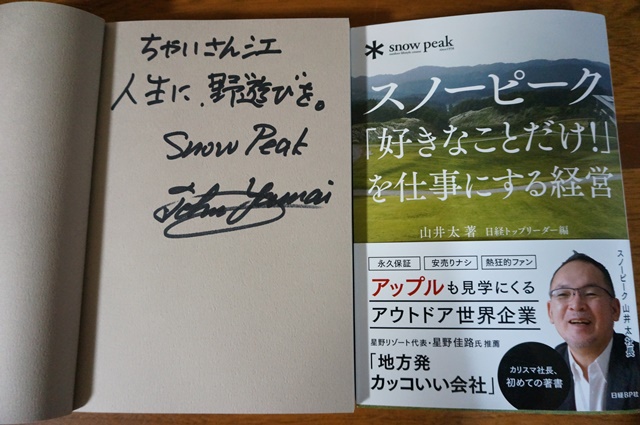 ちゃいさん江
人生に、野遊びを。
Snow Peak
snow peak
スノーピーク
「好きなことだけ!」
を仕事にする経営
山井太 著 日経トップリーダー編
永久保証 安売りナシ 熱狂的ファン
アップルも見学にくる
アウトドア世界企業
星野リゾート代表・星野佳路氏 推薦
「地方発
カッコいい会社」
カリスマ社長、
初めての著書
スノーピーク 山井 太 社長
日経BP社